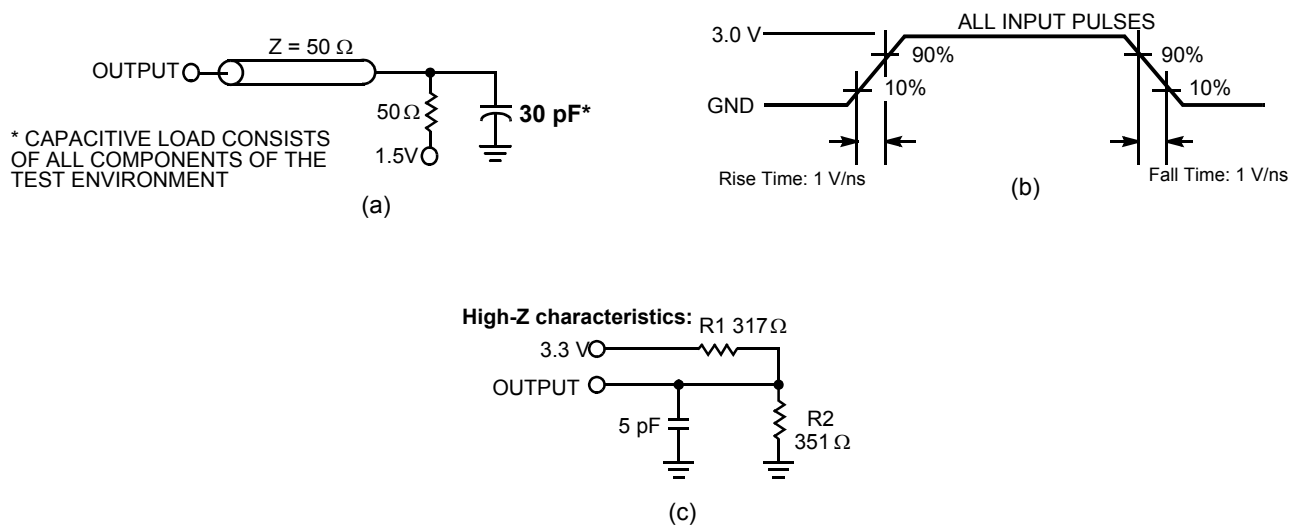 Z = 50 Ω
OUTPUT
50 Ω
30 pF*
1.5V
* CAPACITIVE LOAD CONSISTS
OF ALL COMPONENTS OF THE
TEST ENVIRONMENT
(a)
ALL INPUT PULSES
3.0 V
90%
10%
GND
90%
10%
Rise Time: 1 V/ns
Fall Time: 1 V/ns
(b)
High-Z characteristics:
R1 317 Ω
3.3 V
OUTPUT
5 pF
R2
351 Ω
(c)